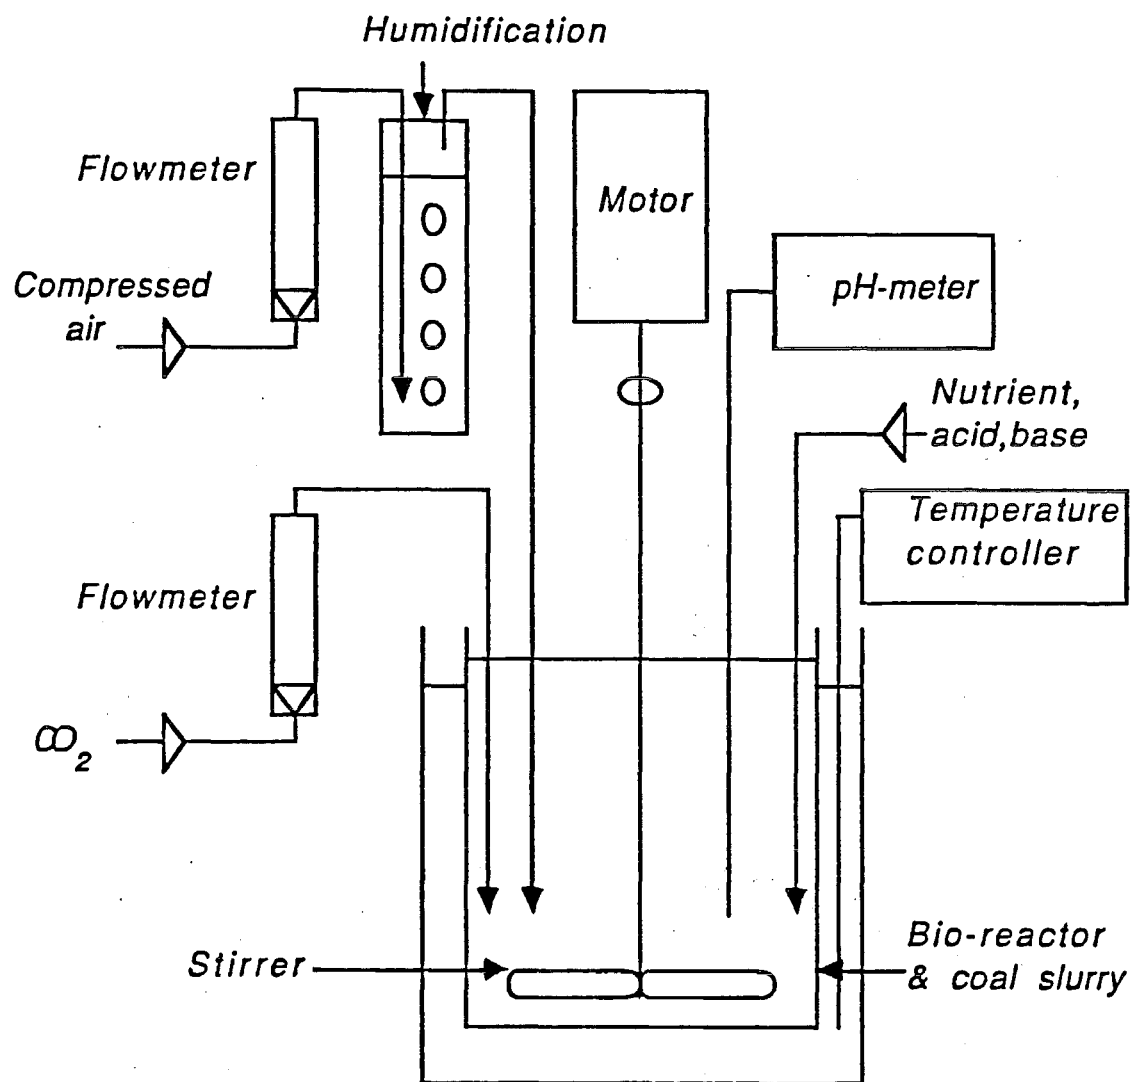 Humidification
Flowmeter
Motor
Compressed
air
pH-meter
Nutrient,
acid,base
Temperature
controller
Flowmeter
CO2
Stirrer
Bio-reactor
& coal slurry